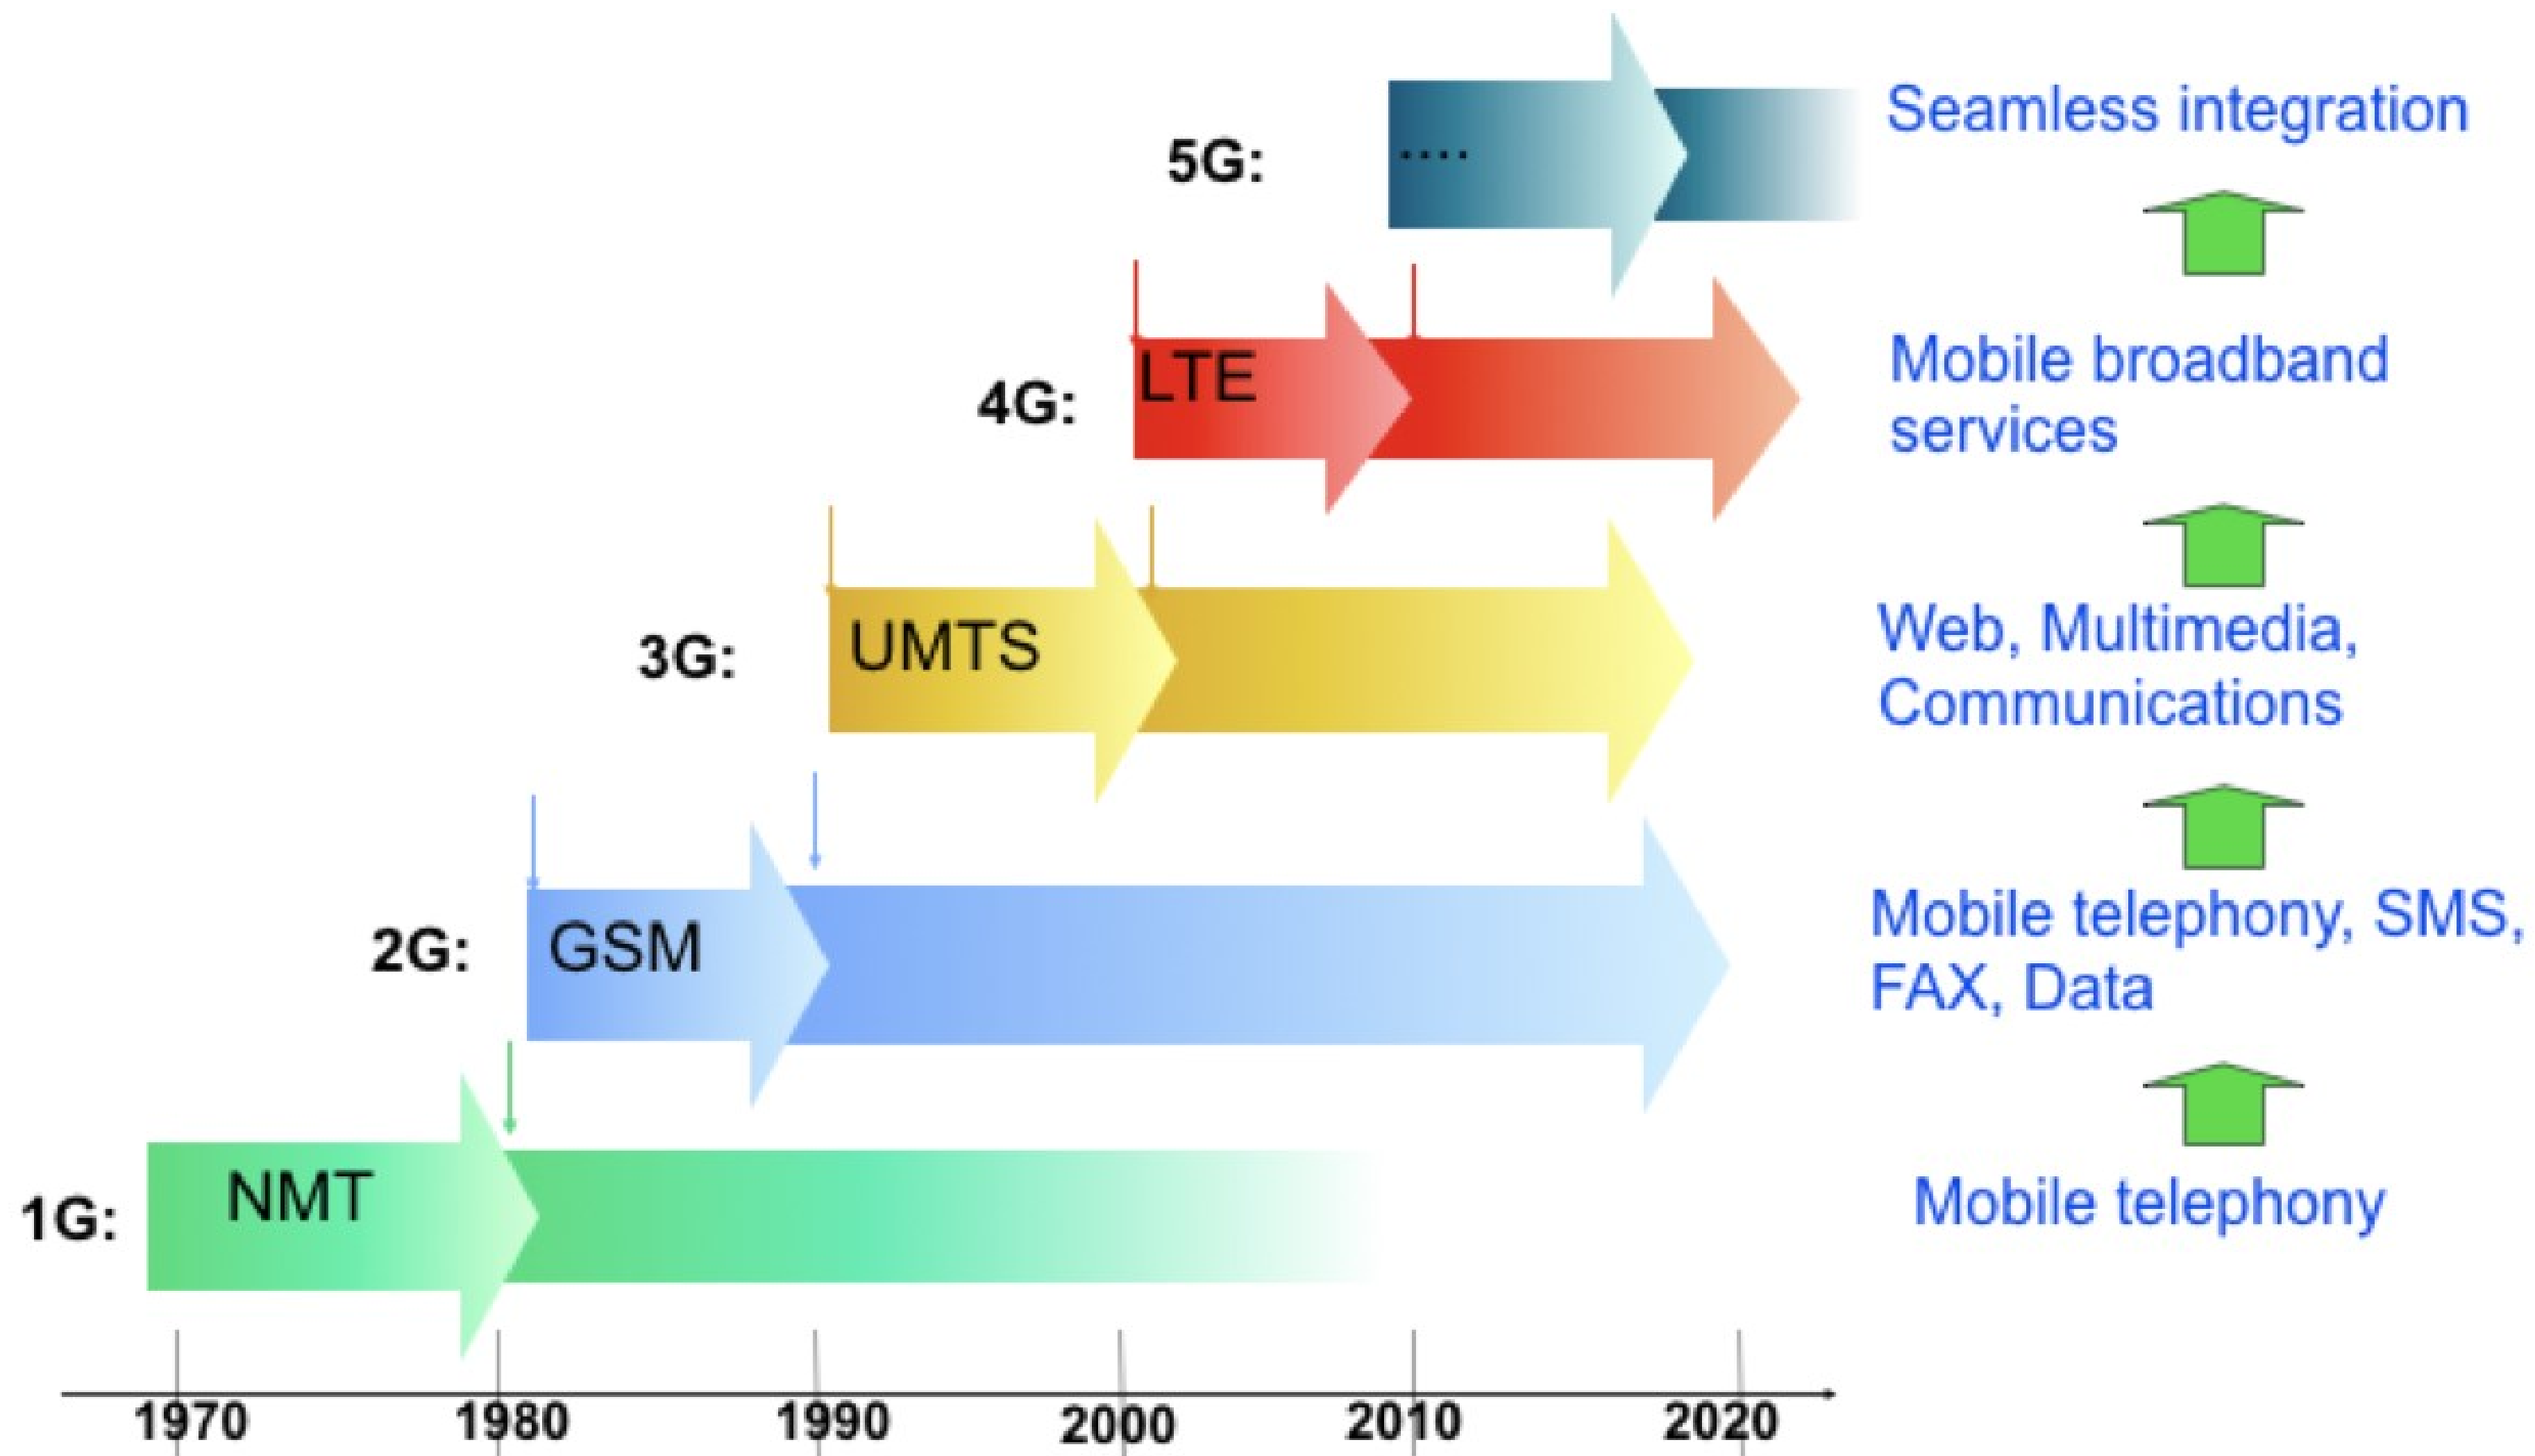 5G:
....
Seamless integration
4G:
LTE
Mobile broadband
services
3G:
UMTS
Web, Multimedia,
Communications
2G:
GSM
Mobile telephony, SMS,
FAX, Data
1G:
NMT
Mobile telephony
1970 1980 1990 2000 2010 2020